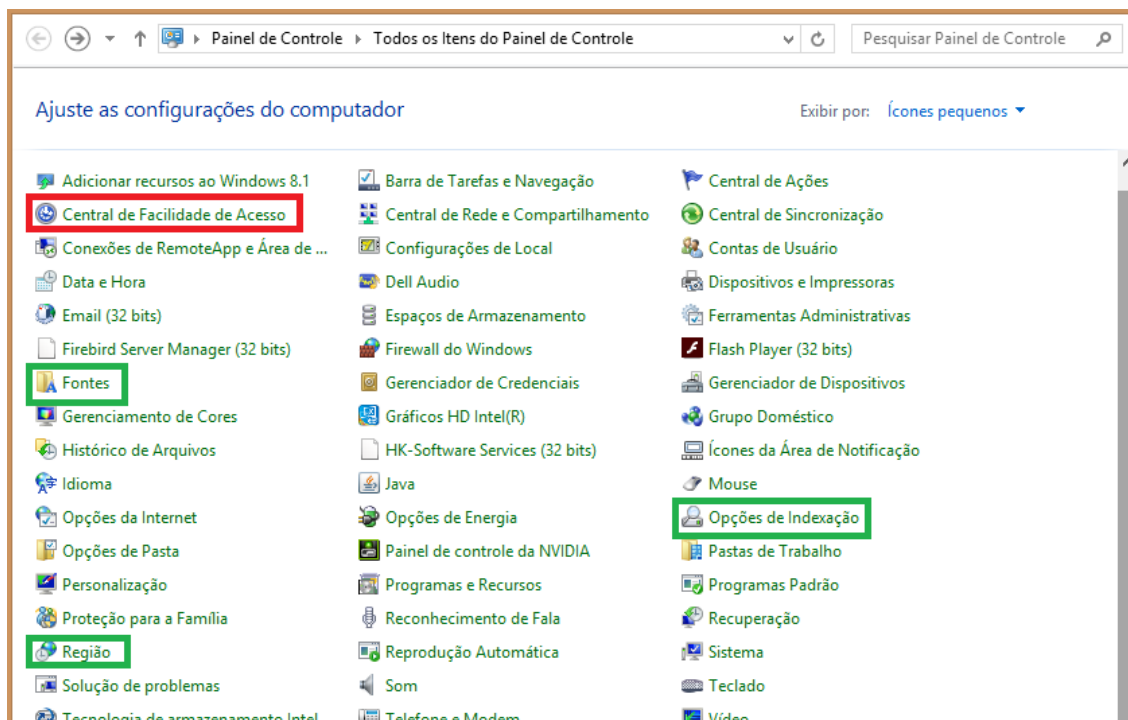 Painel de Controle Todos os Itens do Painel de Controle Pesquisar Painel de Controle
Ajuste as configurações do computador Exibir por: Ícones pequenos
Adicionar recursos ao Windows 8.1 Barra de Tarefas e Navegação Central de Ações
Central de Facilidade de Acesso Central de Rede e Compartilhamento Central de Sincronização
Conexões de RemoteApp e Área de ... Configurações de Local Contas de Usuário
Data e Hora Dell Audio Dispositivos e Impressoras
Email (32 bits) Espaços de Armazenamento Ferramentas Administrativas
Firebird Server Manager (32 bits) Firewall do Windows Flash Player (32 bits)
Fontes Gerenciador de Credenciais Gerenciador de Dispositivos
Gerenciamento de Cores Gráficos HD Intel(R) Grupo Doméstico
Histórico de Arquivos HK-Software Services (32 bits) Ícones da Área de Notificação
Idioma Java Mouse
Opções da Internet Opções de Energia Opções de Indexação
Opções de Pasta Painel de controle da NVIDIA Pastas de Trabalho
Personalização Programas e Recursos Programas Padrão
Proteção para a Família Reconhecimento de Fala Recuperação
Região Reprodução Automática Sistema
Solução de problemas Som Teclado
Tecnologia de armazenamento Intel Telefone e Modem Vídeo